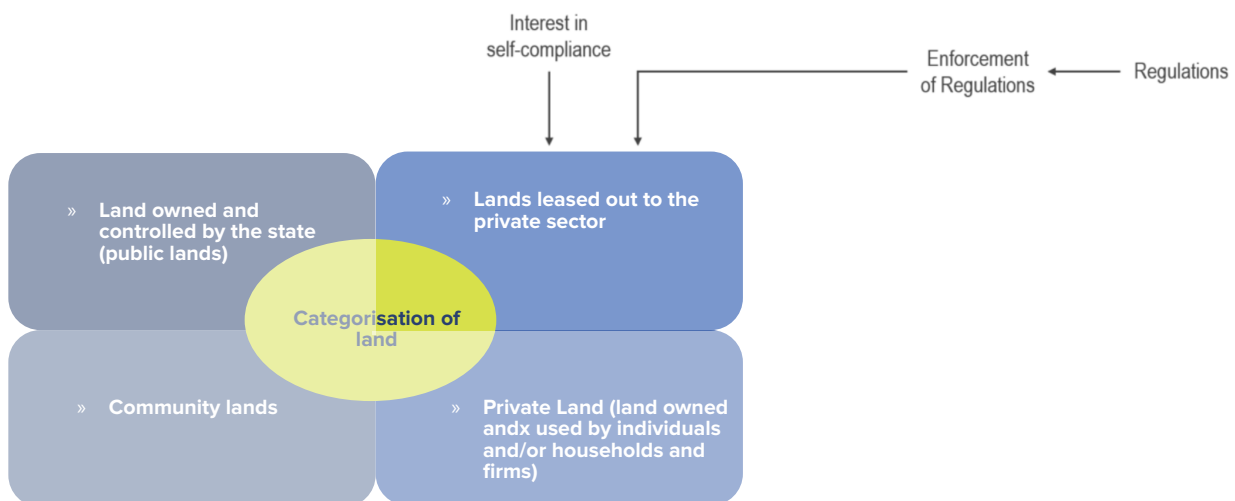 Interest in
self-compliance
Enforcement
of Regulations
Regulations
» Land owned and
controlled by the state
(public lands)
» Lands leased out to the
private sector
Categorisation of
land
» Community lands
» Private Land (land owned
andx used by individuals
and/or households and
firms)